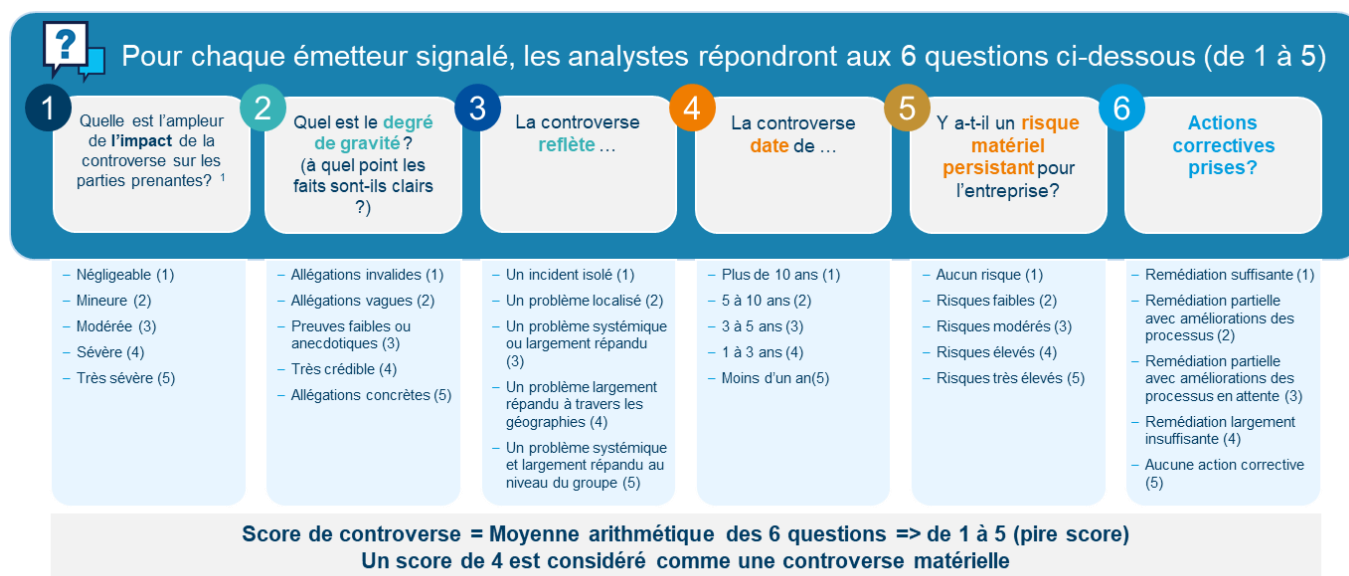 ?
Pour chaque émetteur signalé, les analystes répondront aux 6 questions ci-dessous (de 1 à 5)
1
Quelle est l'ampleur
de l'impact de la
controverse sur les
parties prenantes? 1
2
Quel est le degré
de gravité ?
(à quel point les
faits sont-ils clairs
?)
3
La controverse
reflète ...
4
La controverse
date de ...
5
Y a-t-il un risque
matériel
persistant pour
l'entreprise?
6
Actions
correctives
prises?
– Négligeable (1)
– Mineure (2)
– Modérée (3)
– Sévère (4)
– Très sévère (5)
– Allégations invalides (1)
– Allégations vagues (2)
– Preuves faibles ou
anecdotiques (3)
– Très crédible (4)
– Allégations concrètes (5)
– Un incident isolé (1)
– Un problème localisé (2)
– Un problème systémique
ou largement répandu
(3)
– Un problème largement
répandu à travers les
géographies (4)
– Un problème systémique
et largement répandu au
niveau du groupe (5)
– Plus de 10 ans (1)
– 5 à 10 ans (2)
– 3 à 5 ans (3)
– 1 à 3 ans (4)
– Moins d'un an(5)
– Aucun risque (1)
– Risques faibles (2)
– Risques modérés (3)
– Risques élevés (4)
– Risques très élevés (5)
– Remédiation suffisante (1)
– Remédiation partielle
avec améliorations des
processus (2)
– Remédiation partielle
avec améliorations des
processus en attente (3)
– Remédiation largement
insuffisante (4)
– Aucune action corrective
(5)
Score de controverse = Moyenne arithmétique des 6 questions => de 1 à 5 (pire score)
Un score de 4 est considéré comme une controverse matérielle